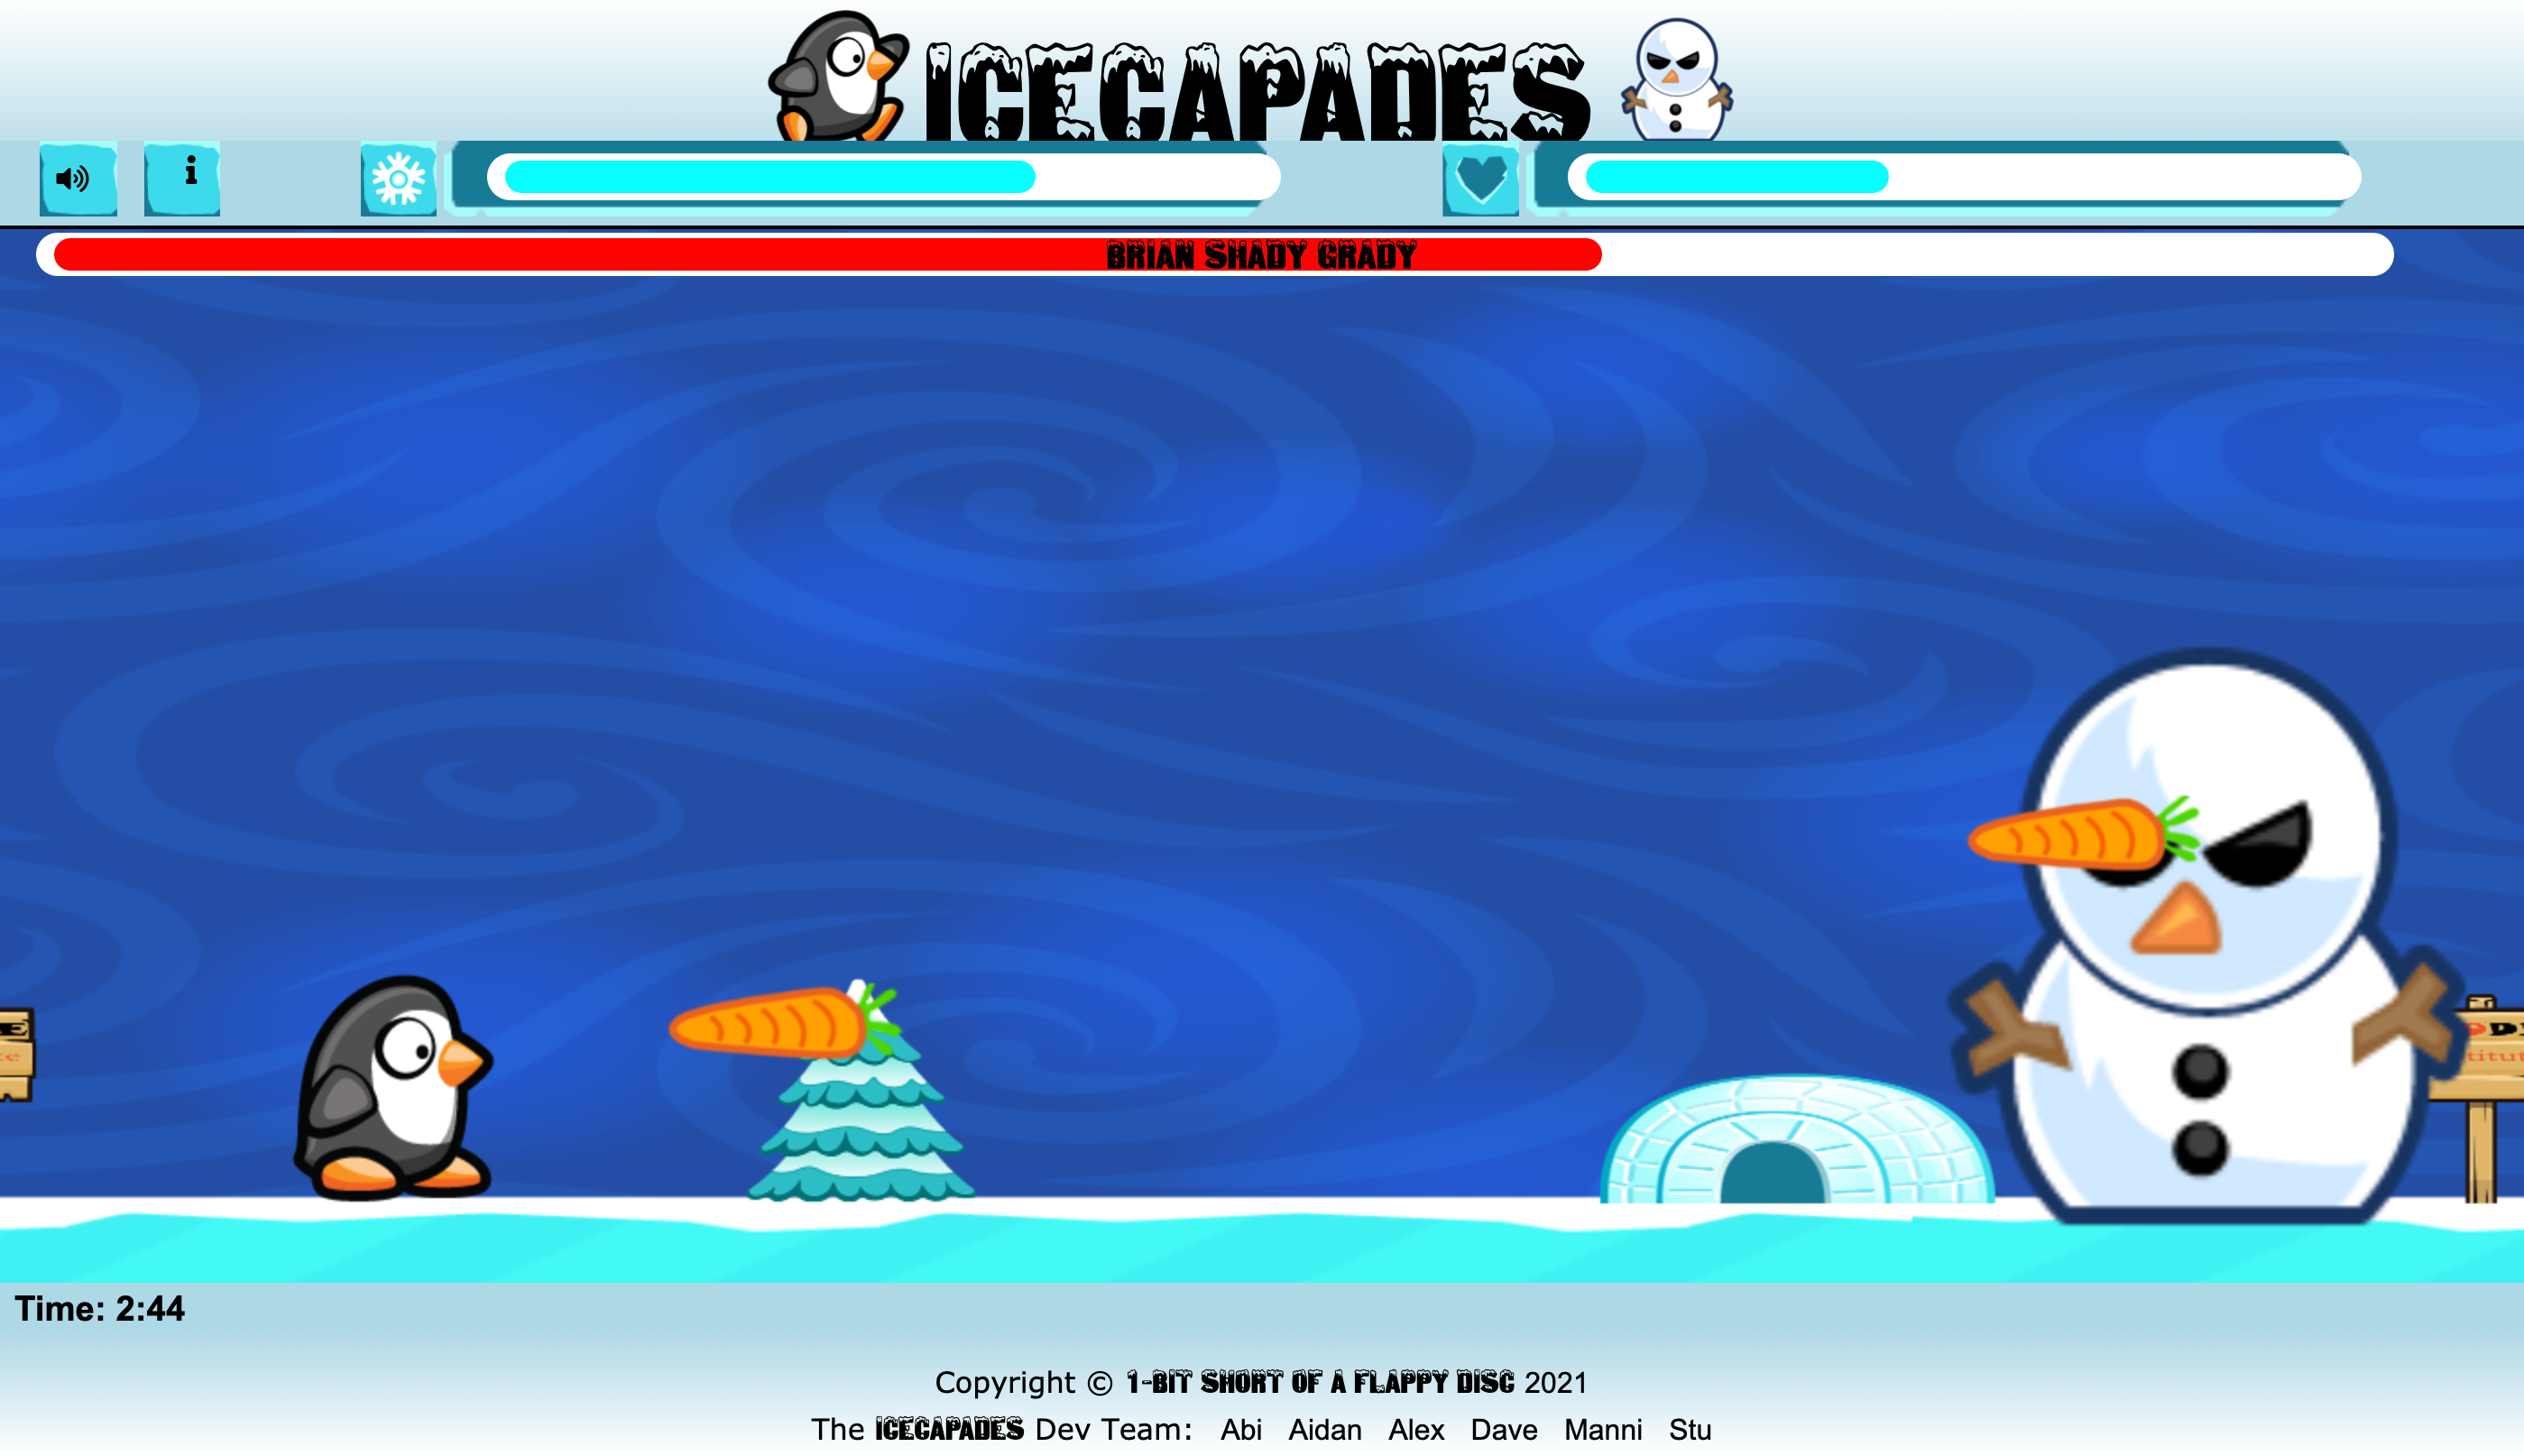 ICECAPADES
i
BRIAN SHADY GRADY
Time: 2:44
Copyright © 1-BIT SHORT OF A FLAPPY DISC 2021
The ICECAPADES Dev Team: Abi Aidan Alex Dave Manni Stu